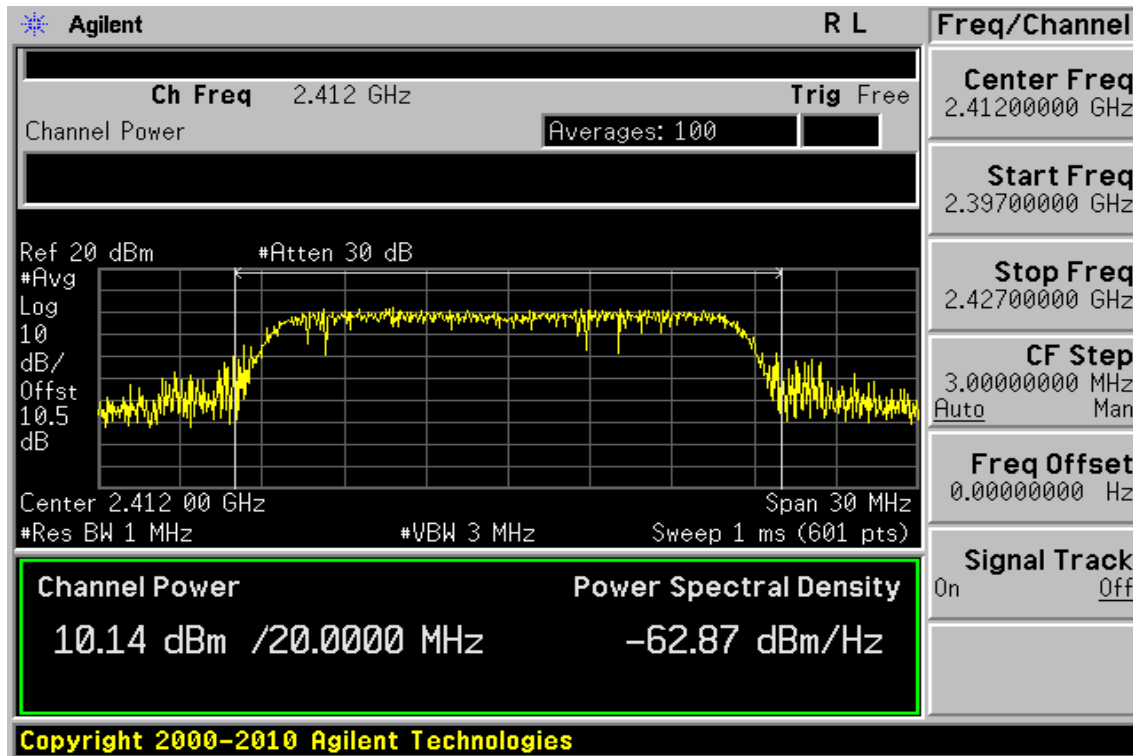 Agilent R L
Ch Freq 2.412 GHz Trig Free
Channel Power Averages: 100
Ref 20 dBm #Atten 30 dB
#Avg
Log
10
dB/
Offst
10.5
dB
Center 2.412 00 GHz Span 30 MHz
#Res BW 1 MHz #VBW 3 MHz Sweep 1 ms (601 pts)
Channel Power Power Spectral Density
10.14 dBm /20.0000 MHz -62.87 dBm/Hz
Copyright 2000-2010 Agilent Technologies
Freq/Channel
Center Freq
2.41200000 GHz
Start Freq
2.39700000 GHz
Stop Freq
2.42700000 GHz
CF Step
3.00000000 MHz
Auto Man
Freq Offset
0.00000000 Hz
Signal Track
On Off